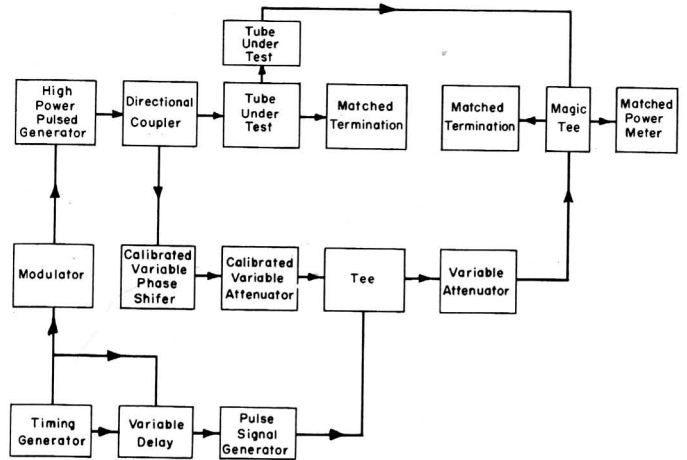 Tube
Under
Test
High
Power
Pulsed
Generator
Directional
Coupler
Tube
Under
Test
Matched
Termination
Matched
Termination
Magic
Tee
Matched
Power
Meter
Modulator
Calibrated
Variable
Phase
Shifer
Calibrated
Variable
Attenuator
Tee
Variable
Attenuator
Timing
Generator
Variable
Delay
Pulse
Signal
Generator